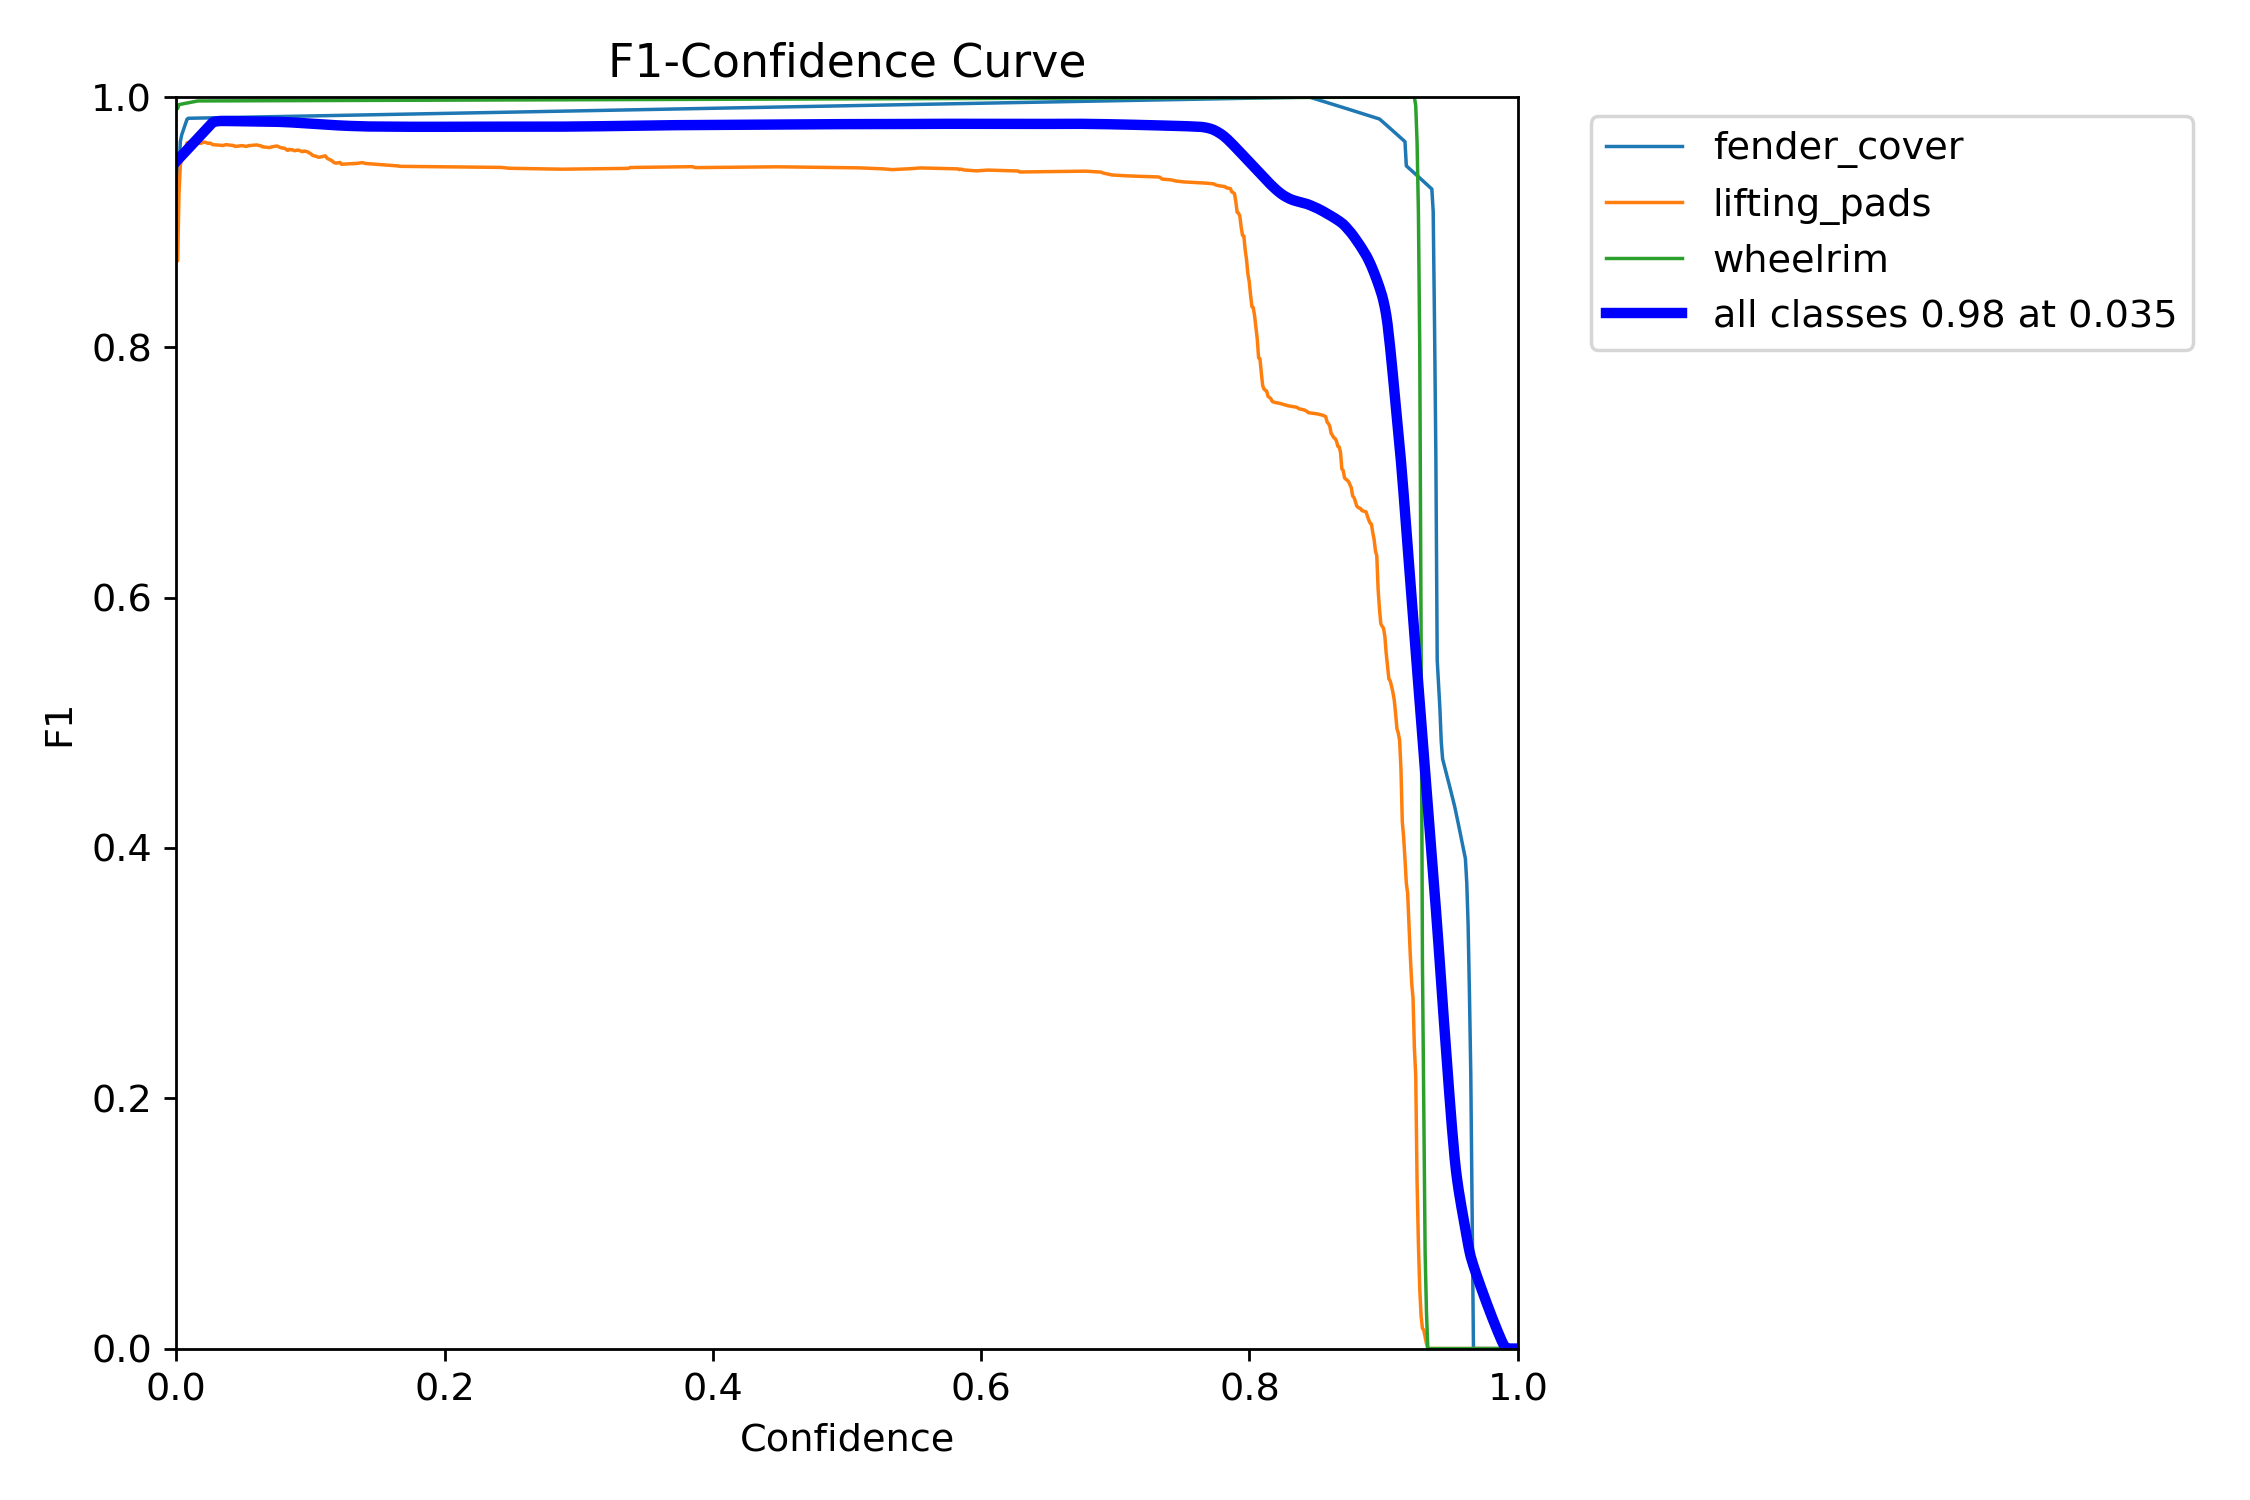 F1-Confidence Curve
1.0
0.8
0.6
0.4
0.2
0.0
F1
0.0 0.2 0.4 0.6 0.8 1.0
Confidence
fender_cover
lifting_pads
wheelrim
all classes 0.98 at 0.035